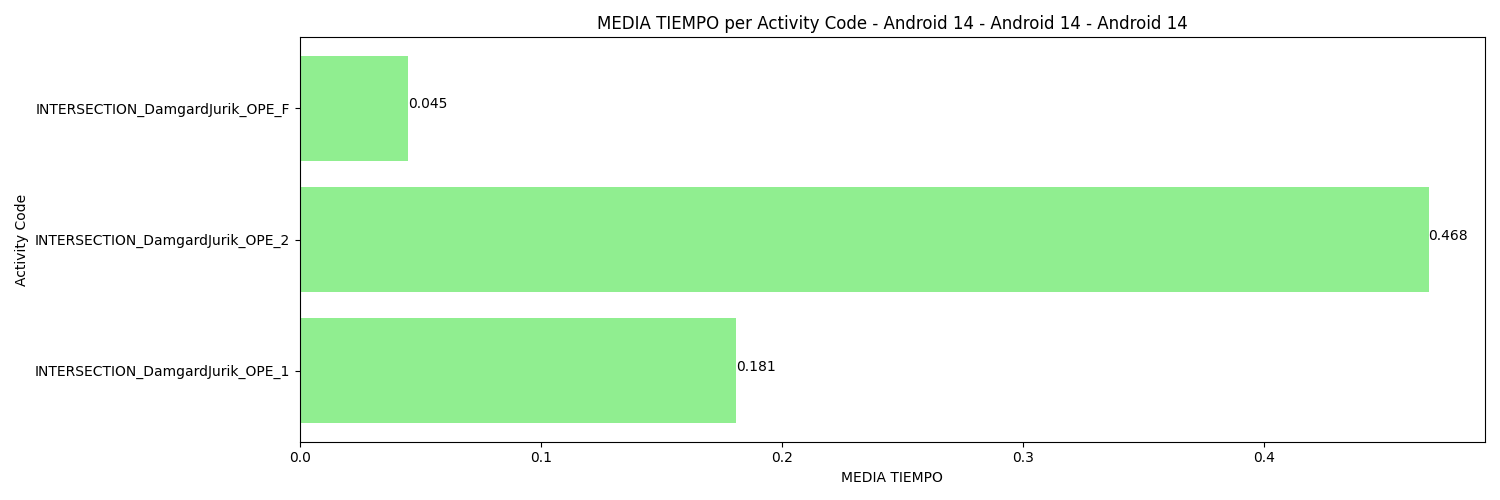 MEDIA TIEMPO per Activity Code - Android 14 - Android 14 - Android 14
Activity Code
INTERSECTION_DamgardJurik_OPE_F
0.045
INTERSECTION_DamgardJurik_OPE_2
0.468
INTERSECTION_DamgardJurik_OPE_1
0.181
0.0 0.1 0.2 0.3 0.4
MEDIA TIEMPO